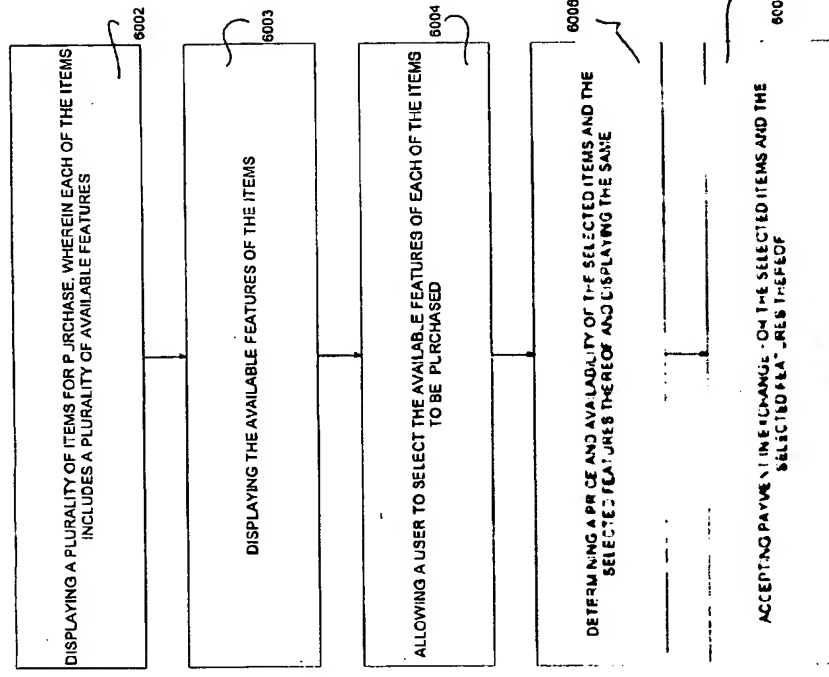 DISPLAYING A PLURALITY OF ITEMS FOR PURCHASE, WHEREIN EACH OF THE ITEMS
INCLUDES A PLURALITY OF AVAILABLE FEATURES
6002
DISPLAYING THE AVAILABLE FEATURES OF THE ITEMS
6003
ALLOWING A USER TO SELECT THE AVAILABLE FEATURES OF EACH OF THE ITEMS
TO BE PURCHASED
6004
DETERMINING A PRICE AND AVAILABILITY OF THE SELECTED ITEMS AND THE
SELECTED FEATURES THEREOF AND DISPLAYING THE SAME
6006
ACCEPTING PAYMENT IN EXCHANGE FOR THE SELECTED ITEMS AND THE
SELECTED FEATURES THEREOF